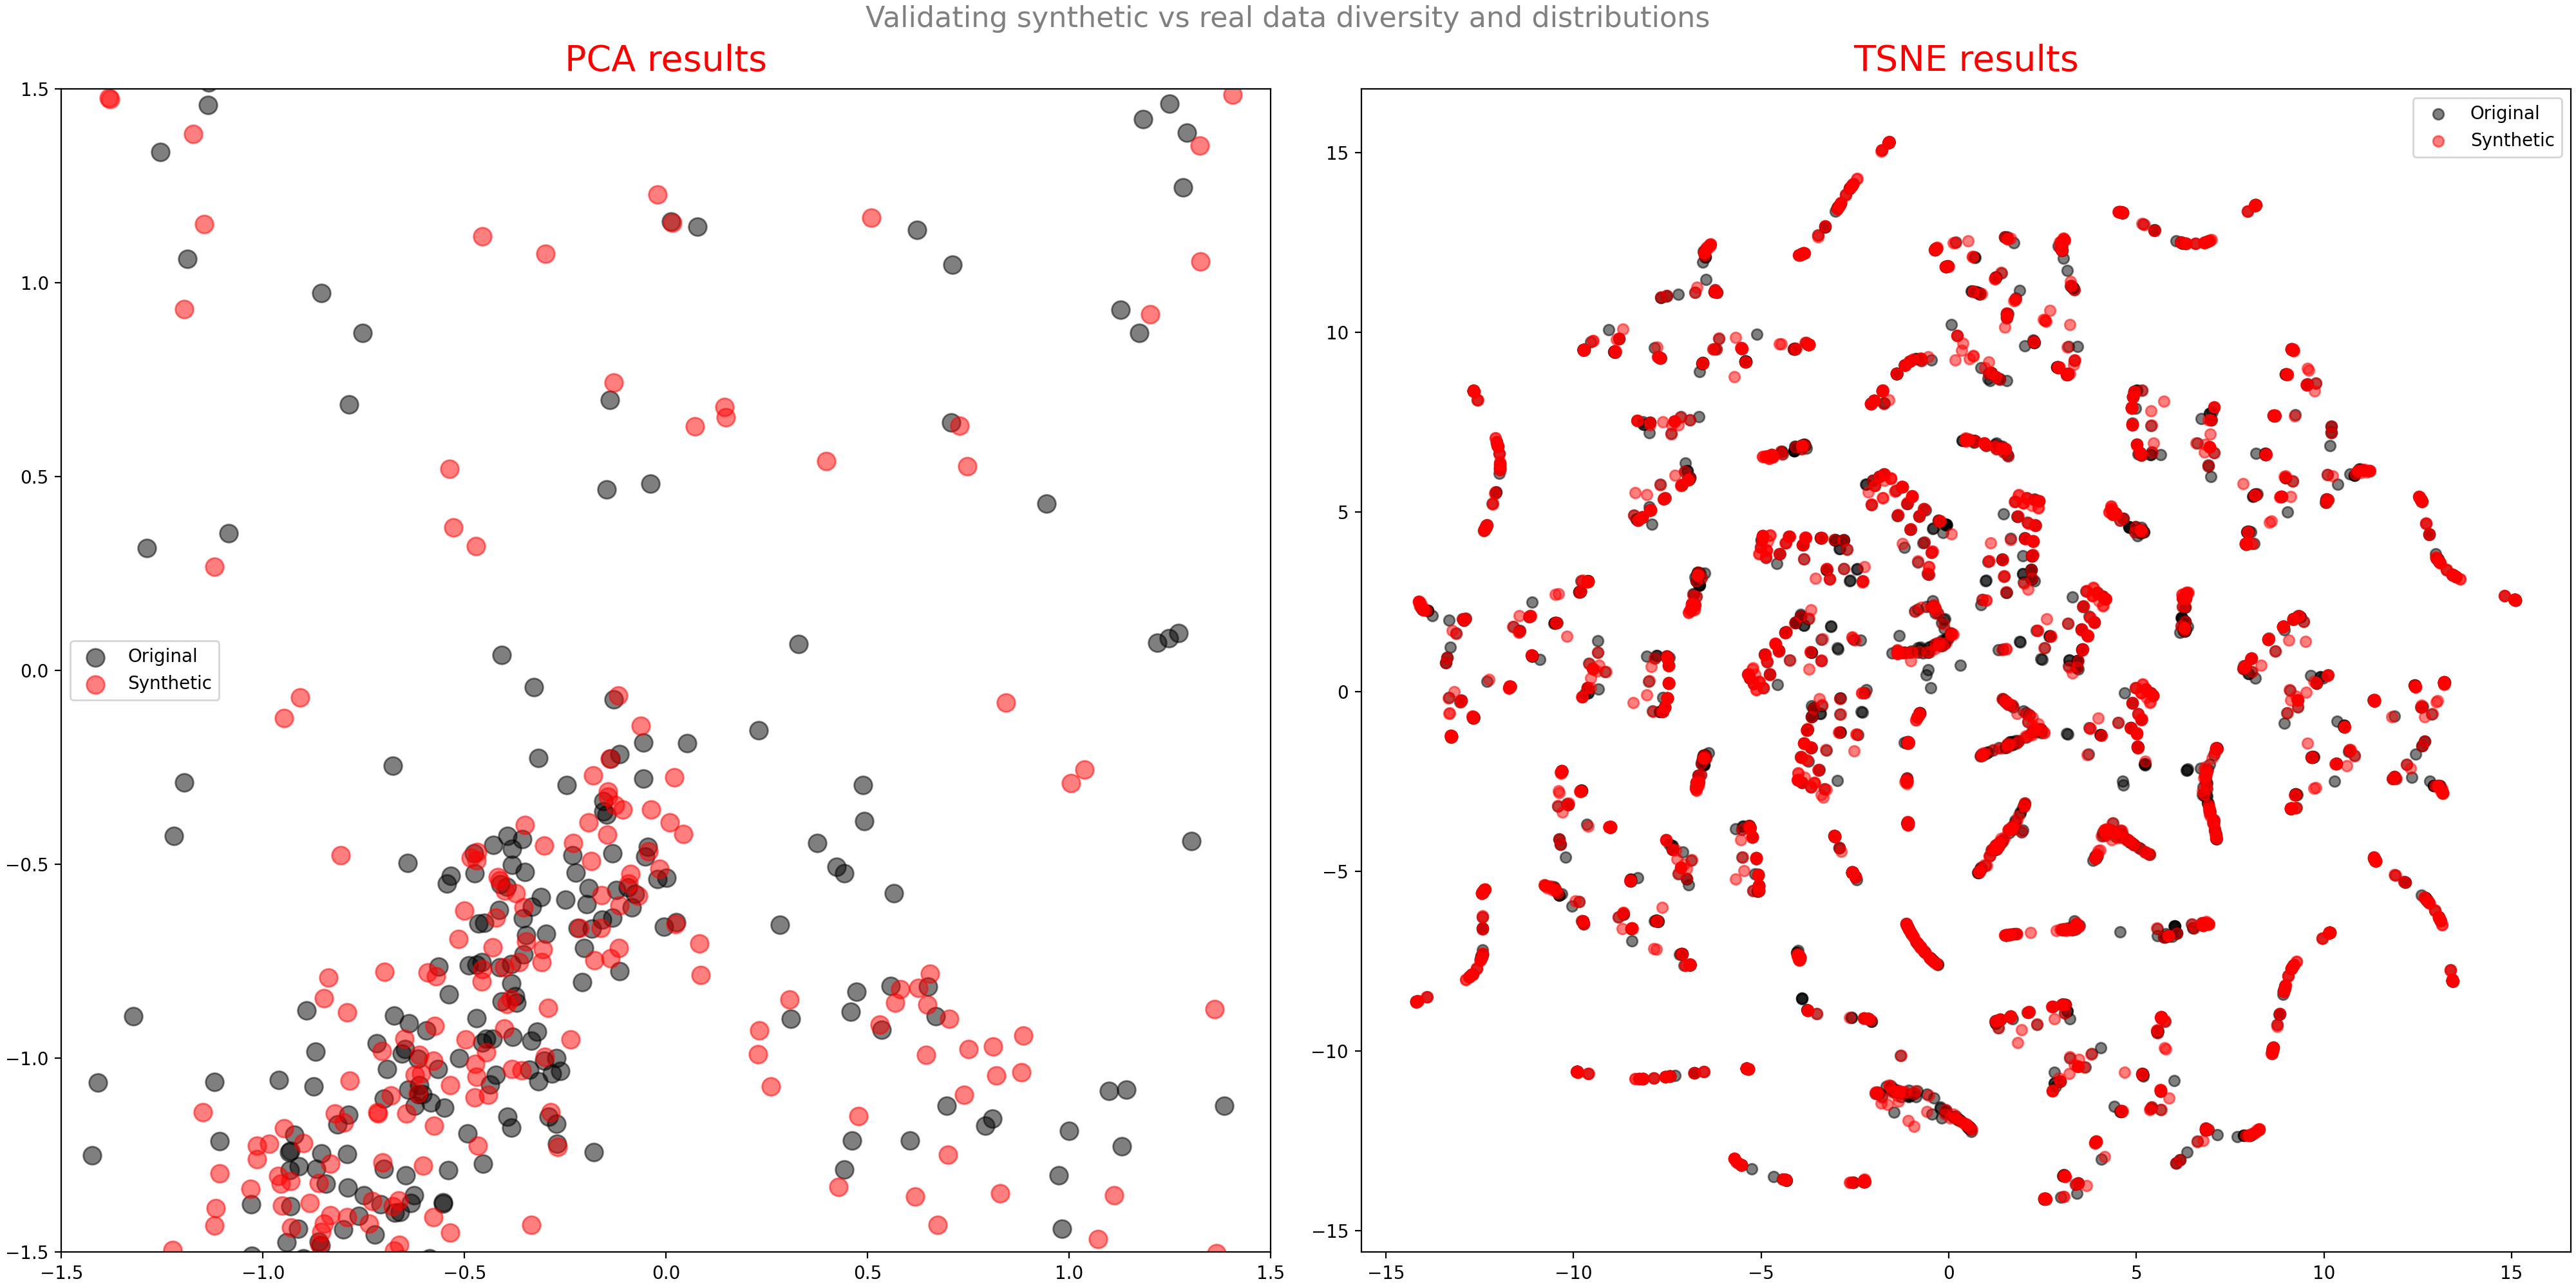 Validating synthetic vs real data diversity and distributions
PCA results
1.5
1.0
0.5
0.0
−0.5
−1.0
−1.5
Original
Synthetic
−1.5 −1.0 −0.5 0.0 0.5 1.0 1.5
TSNE results
Original
Synthetic
15
10
5
0
−5
−10
−15
−15 −10 −5 0 5 10 15